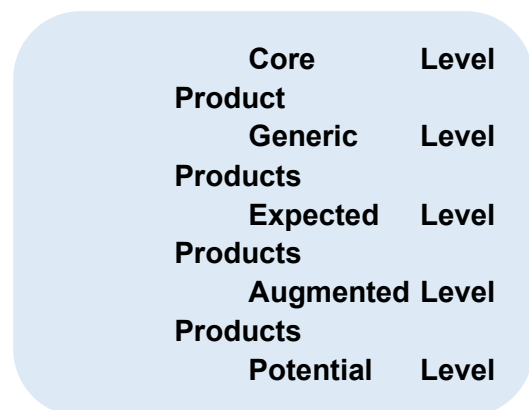 Core Level
Product
Generic Level
Products
Expected Level
Products
Augmented Level
Products
Potential Level